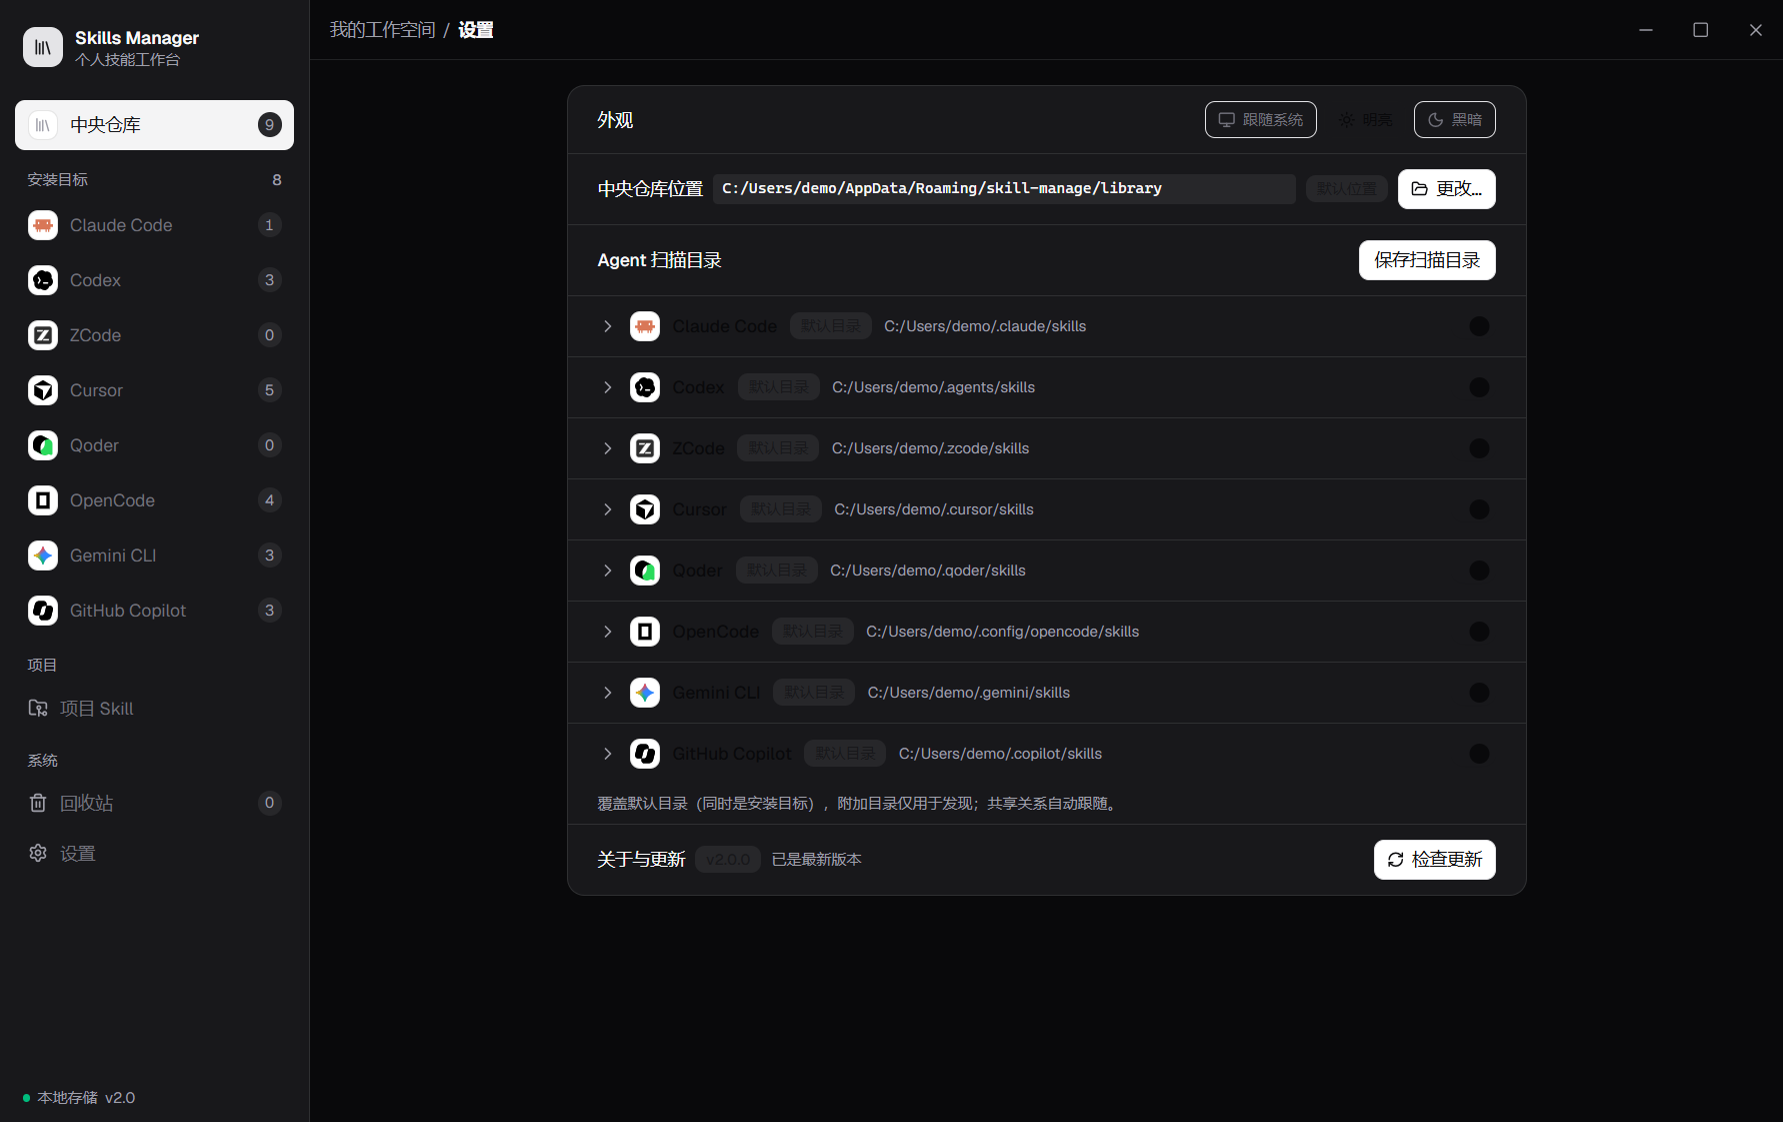 Skills Manager
个人技能工作台
中央仓库 9
安装目标 8
Claude Code 1
Codex 3
ZCode 0
Cursor 5
Qoder 0
OpenCode 4
Gemini CLI 3
GitHub Copilot 3
项目
项目 Skill
系统
回收站 0
设置
本地存储 v2.0
我的工作空间 / 设置
外观 跟随系统 明亮 黑暗
中央仓库位置 C:/Users/demo/AppData/Roaming/skill-manage/library 默认位置 更改...
Agent 扫描目录 保存扫描目录
Claude Code 默认目录 C:/Users/demo/.claude/skills
Codex 默认目录 C:/Users/demo/.agents/skills
ZCode 默认目录 C:/Users/demo/.zcode/skills
Cursor 默认目录 C:/Users/demo/.cursor/skills
Qoder 默认目录 C:/Users/demo/.qoder/skills
OpenCode 默认目录 C:/Users/demo/.config/opencode/skills
Gemini CLI 默认目录 C:/Users/demo/.gemini/skills
GitHub Copilot 默认目录 C:/Users/demo/.copilot/skills
覆盖默认目录（同时是安装目标），附加目录仅用于发现；共享关系自动跟随。
关于与更新 v2.0.0 已是最新版本 检查更新